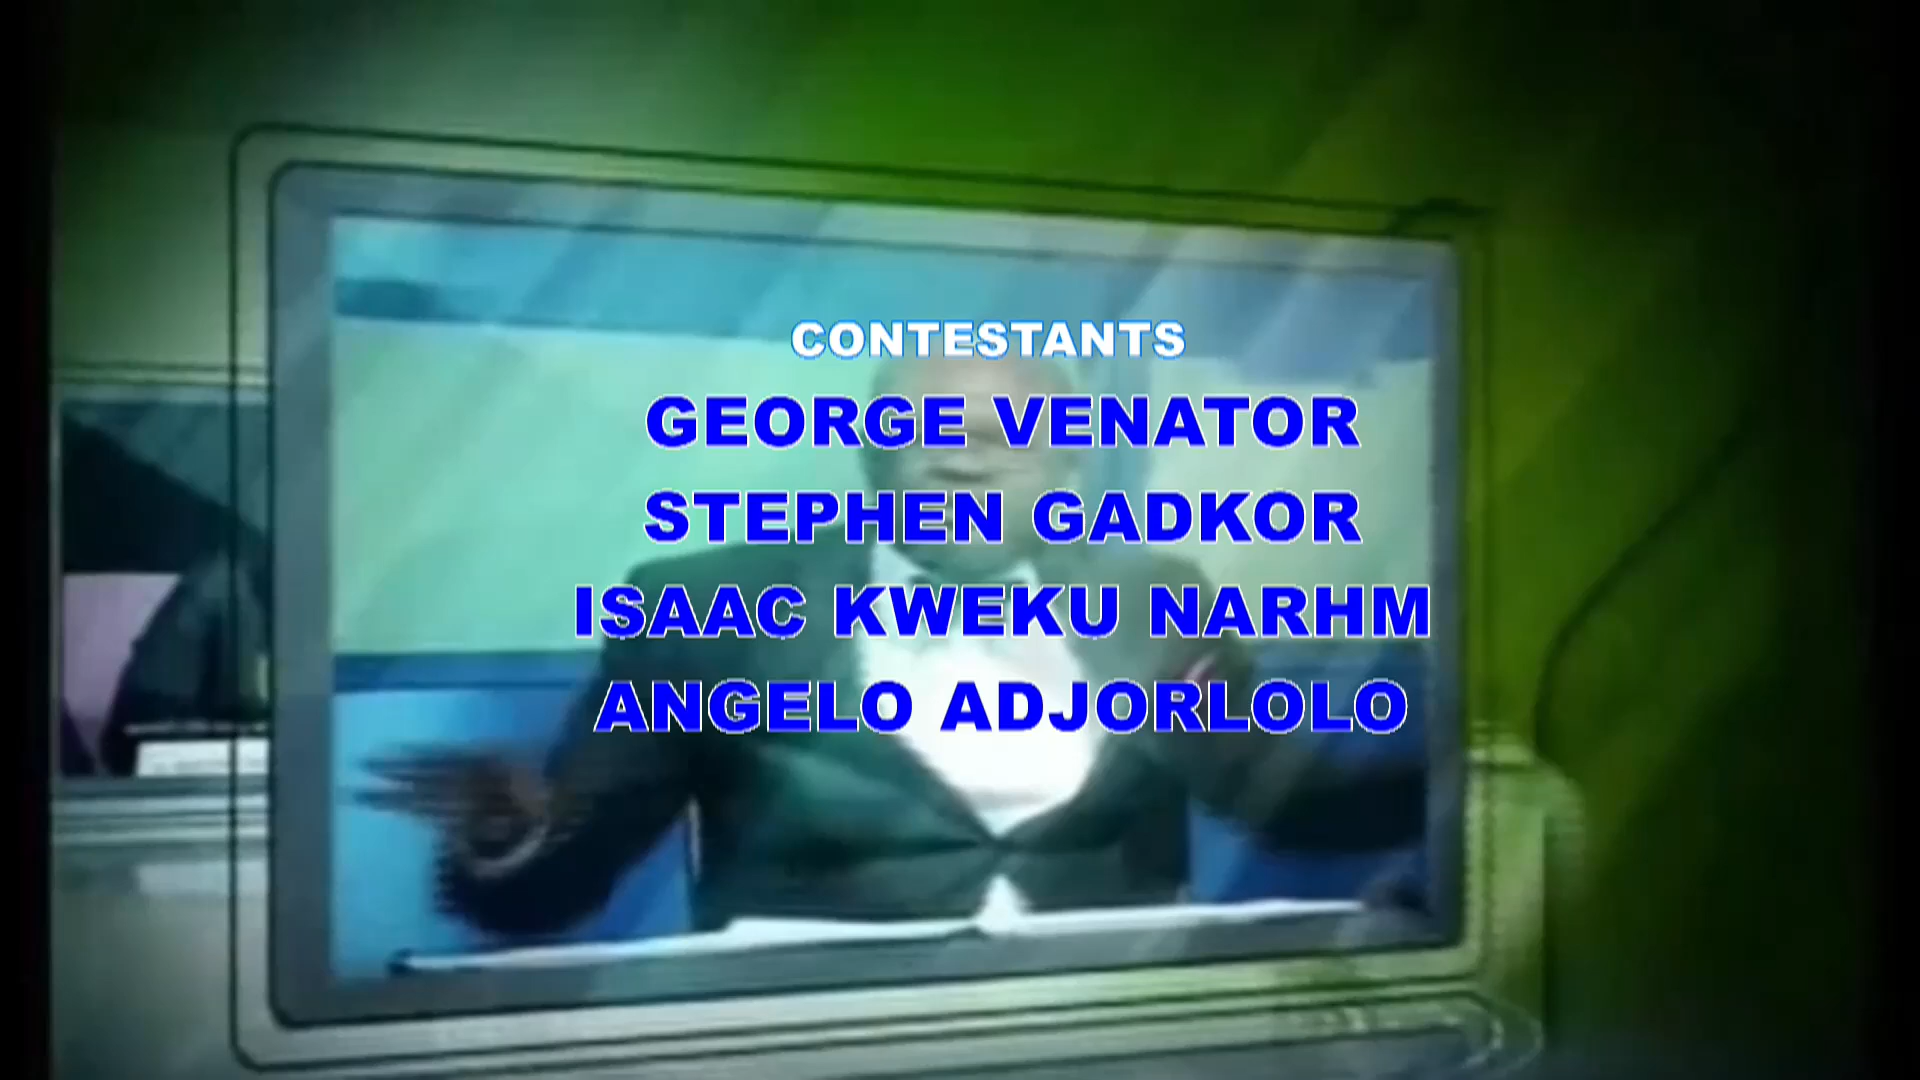 CONTESTANTS
GEORGE VENATOR
STEPHEN GADKOR
ISAAC KWEKU NARHM
ANGELO ADJORLOLO